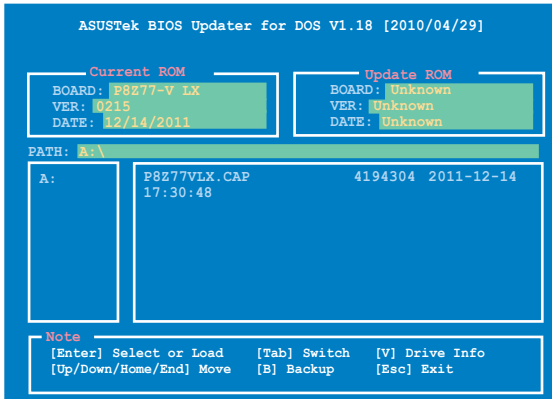 ASUSTek BIOS Updater for DOS V1.18 [2010/04/29]
Current ROM
BOARD: P8Z77-V LX
VER: 0215
DATE: 12/14/2011
Update ROM
BOARD: Unknown
VER: Unknown
DATE: Unknown
PATH: A:\
A:
P8Z77VLX.CAP 4194304 2011-12-14
17:30:48
Note
[Enter] Select or Load [Tab] Switch [V] Drive Info
[Up/Down/Home/End] Move [B] Backup [Esc] Exit